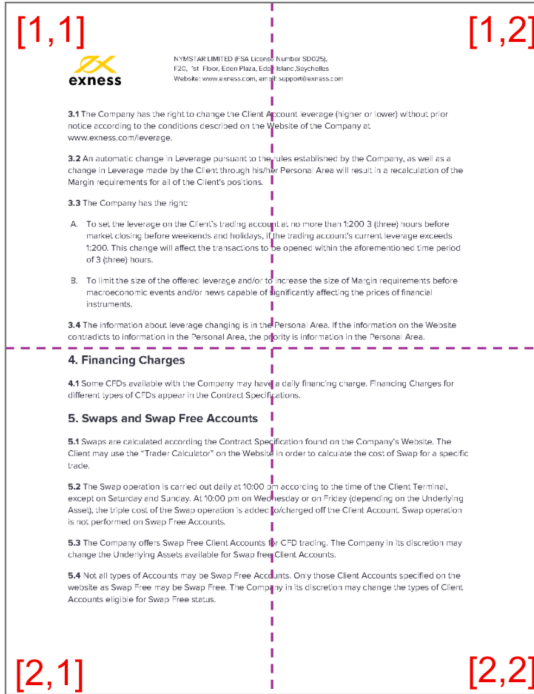 [1,1]
[1,2]
exness
NYMSTAR LIMITED (FSA License Number SD025),
F20, 1st Floor, Eden Plaza, Eden Island, Seychelles
Website: www.exness.com, email: support@exness.com
3.1 The Company has the right to change the Client Account leverage (higher or lower) without prior
notice according to the conditions described on the Website of the Company at
www.exness.com/leverage.
3.2 An automatic change in Leverage pursuant to the rules established by the Company, as well as a
change in Leverage made by the Client through his/her Personal Area will result in a recalculation of the
Margin requirements for all of the Client's positions.
3.3 The Company has the right:
A. To set the leverage on the Client's trading account at no more than 1:200 3 (three) hours before
market closing before weekends and holidays, if the trading account's current leverage exceeds
1:200. This change will affect the transactions to be opened within the aforementioned time period
of 3 (three) hours.
B. To limit the size of the offered leverage and/or to increase the size of Margin requirements before
macroeconomic events and/or news capable of significantly affecting the prices of financial
instruments.
3.4 The information about leverage changing is in the Personal Area. If the information on the Website
contradicts to information in the Personal Area, the priority is information in the Personal Area.
4. Financing Charges
4.1 Some CFDs available with the Company may have a daily financing charge. Financing Charges for
different types of CFDs appear in the Contract Specifications.
5. Swaps and Swap Free Accounts
5.1 Swaps are calculated according the Contract Specification found on the Company's Website. The
Client may use the "Trader Calculator" on the Website in order to calculate the cost of Swap for a specific
trade.
5.2 The Swap operation is carried out daily at 10:00 pm according to the time of the Client Terminal,
except on Saturday and Sunday. At 10:00 pm on Wednesday or on Friday (depending on the Underlying
Asset), the triple cost of the Swap operation is added to/charged off the Client Account. Swap operation
is not performed on Swap Free Accounts.
5.3 The Company offers Swap Free Client Accounts for CFD trading. The Company in its discretion may
change the Underlying Assets available for Swap free Client Accounts.
5.4 Not all types of Accounts may be Swap Free Accounts. Only those Client Accounts specified on the
website as Swap Free may be Swap Free. The Company in its discretion may change the types of Client
Accounts eligible for Swap Free status.
[2,1]
[2,2]